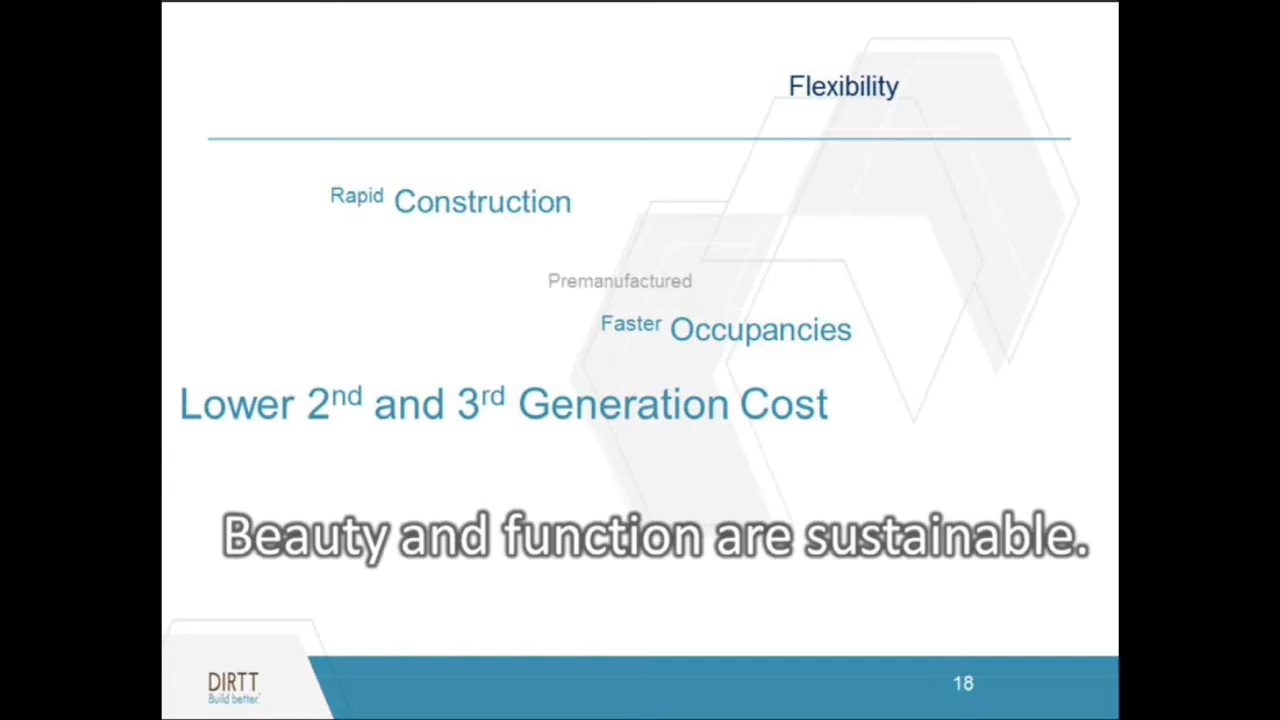 Flexibility
Rapid Construction
Premanufactured
Faster Occupancies
Lower 2nd and 3rd Generation Cost
Beauty and function are sustainable.
DIRTT
Build better.
18